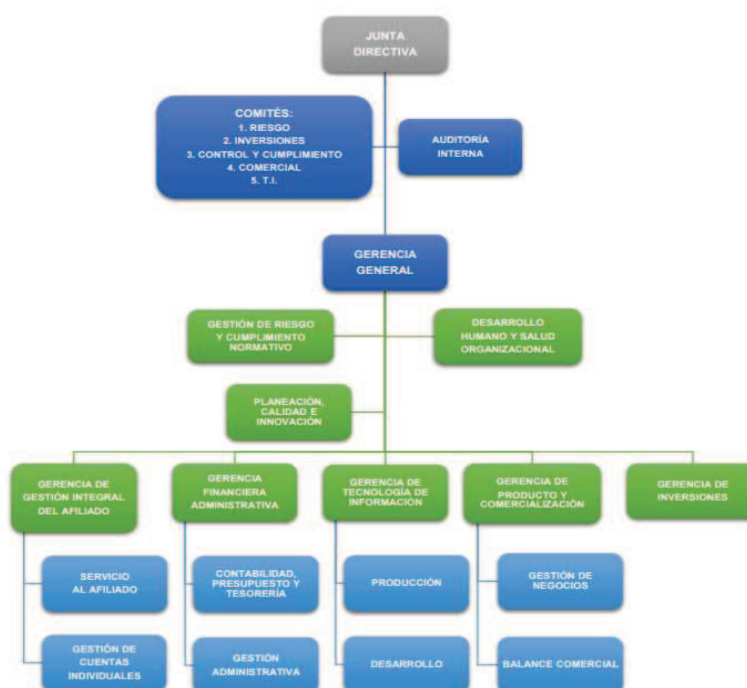 JUNTA
DIRECTIVA
COMITÉS:
1. RIESGO
2. INVERSIONES
3. CONTROL Y CUMPLIMIENTO
4. COMERCIAL
5. T.I.
AUDITORÍA
INTERNA
GERENCIA
GENERAL
GESTIÓN DE RIESGO
Y CUMPLIMIENTO
NORMATIVO
DESARROLLO
HUMANO Y SALUD
ORGANIZACIONAL
PLANEACIÓN,
CALIDAD E
INNOVACIÓN
GERENCIA DE
GESTIÓN INTEGRAL
DEL AFILIADO
GERENCIA
FINANCIERA
ADMINISTRATIVA
GERENCIA DE
TECNOLOGÍA DE
INFORMACIÓN
GERENCIA DE
PRODUCTO Y
COMERCIALIZACIÓN
GERENCIA DE
INVERSIONES
SERVICIO
AL AFILIADO
CONTABILIDAD,
PRESUPUESTO Y
TESORERÍA
PRODUCCIÓN
GESTIÓN DE
NEGOCIOS
GESTIÓN DE
CUENTAS
INDIVIDUALES
GESTIÓN
ADMINISTRATIVA
DESARROLLO
BALANCE COMERCIAL